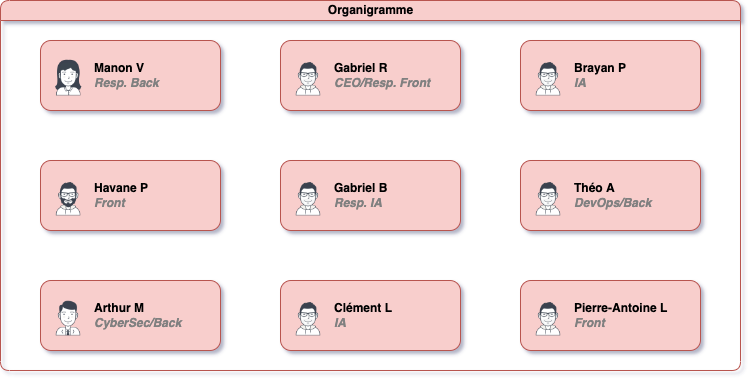 Organigramme
Manon V
Resp. Back
Gabriel R
CEO/Resp. Front
Brayan P
IA
Havane P
Front
Gabriel B
Resp. IA
Théo A
DevOps/Back
Arthur M
CyberSec/Back
Clément L
IA
Pierre-Antoine L
Front